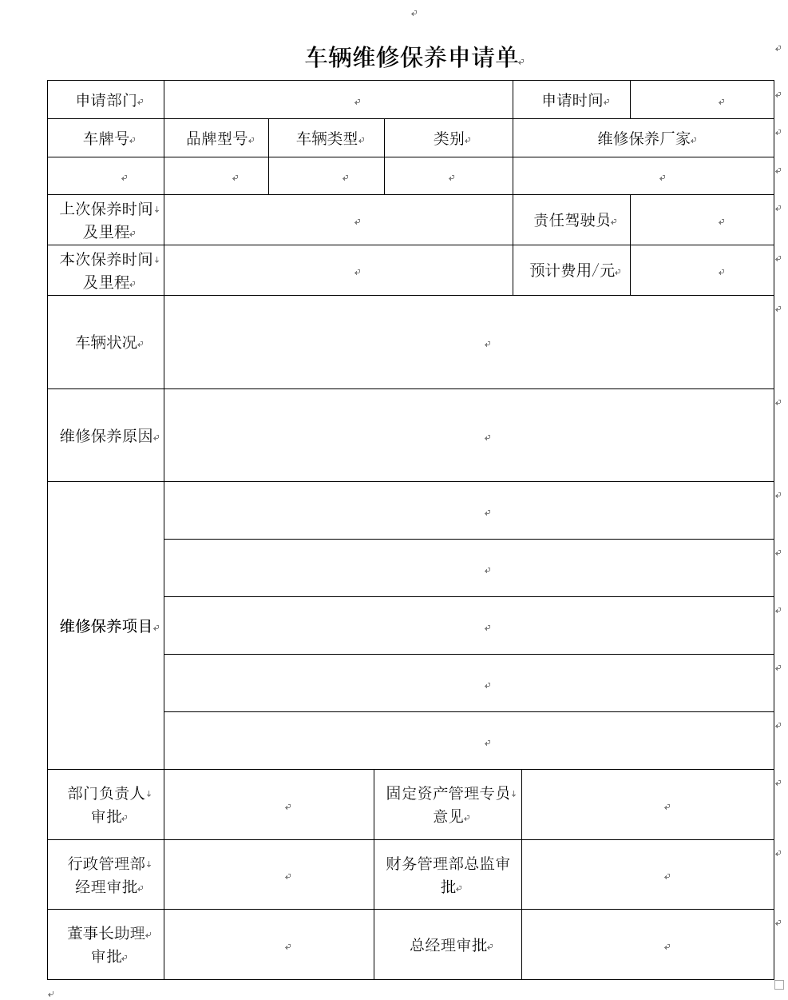 车辆维修保养申请单
申请部门 申请时间
车牌号 品牌型号 车辆类型 类别 维修保养厂家
上次保养时间
及里程
责任驾驶员
本次保养时间
及里程
预计费用/元
车辆状况
维修保养原因
维修保养项目
部门负责人
审批
固定资产管理专员
意见
行政管理部
经理审批
财务管理部总监审
批
董事长助理
审批
总经理审批